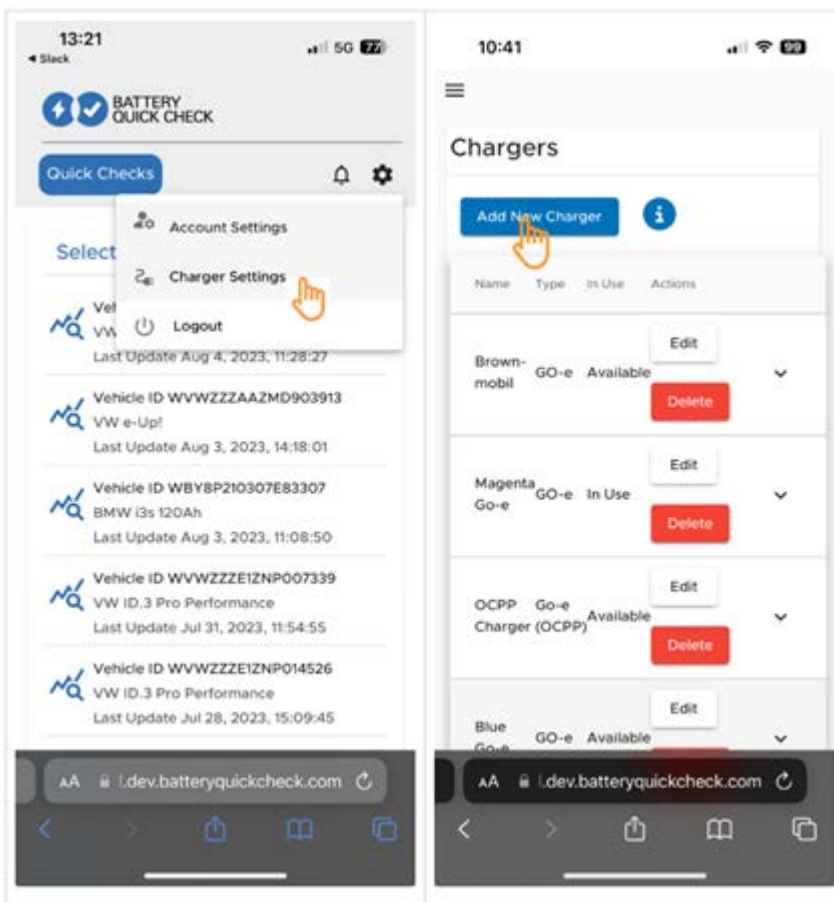 13:21
◀ Slack
5G 77
BATTERY
QUICK CHECK
Quick Checks
Account Settings
Charger Settings
Logout
Select
VW
Last Update Aug 4, 2023, 11:28:27
Vehicle ID WVWZZZAAZMD903913
VW e-Up!
Last Update Aug 3, 2023, 14:18:01
Vehicle ID WBY8P210307E83307
BMW i3s 120Ah
Last Update Aug 3, 2023, 11:08:50
Vehicle ID WVWZZZE1ZNP007339
VW ID.3 Pro Performance
Last Update Jul 31, 2023, 11:54:55
Vehicle ID WVWZZZE1ZNP014526
VW ID.3 Pro Performance
Last Update Jul 28, 2023, 15:09:45
AA l.dev.batteryquickcheck.com
10:41
99
Chargers
Add New Charger
i
Name Type In Use Actions
Brown-
mobil
GO-e Available
Edit
Delete
Magenta
Go-e
GO-e In Use
Edit
Delete
OCPP
Charger
Go-e
(OCPP)
Available
Edit
Delete
Blue
Go-e
GO-e Available
Edit
AA l.dev.batteryquickcheck.com